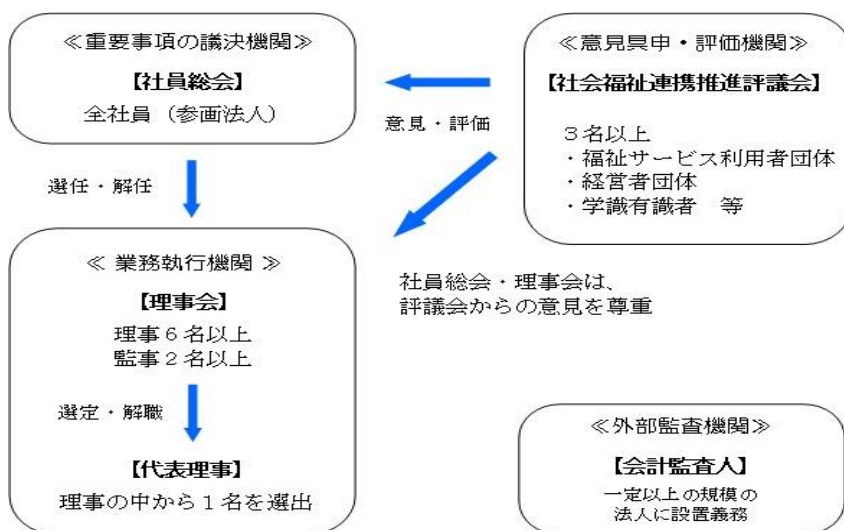 ≪重要事項の議決機関≫
【社員総会】
全社員（参画法人）
選任・解任
≪ 業務執行機関 ≫
【理事会】
理事６名以上
監事２名以上
選定・解職
【代表理事】
理事の中から１名を選出
意見・評価
≪意見具申・評価機関≫
【社会福祉連携推進評議会】
３名以上
・福祉サービス利用者団体
・経営者団体
・学識有識者　等
社員総会・理事会は、
評議会からの意見を尊重
≪外部監査機関≫
【会計監査人】
一定以上の規模の
法人に設置義務